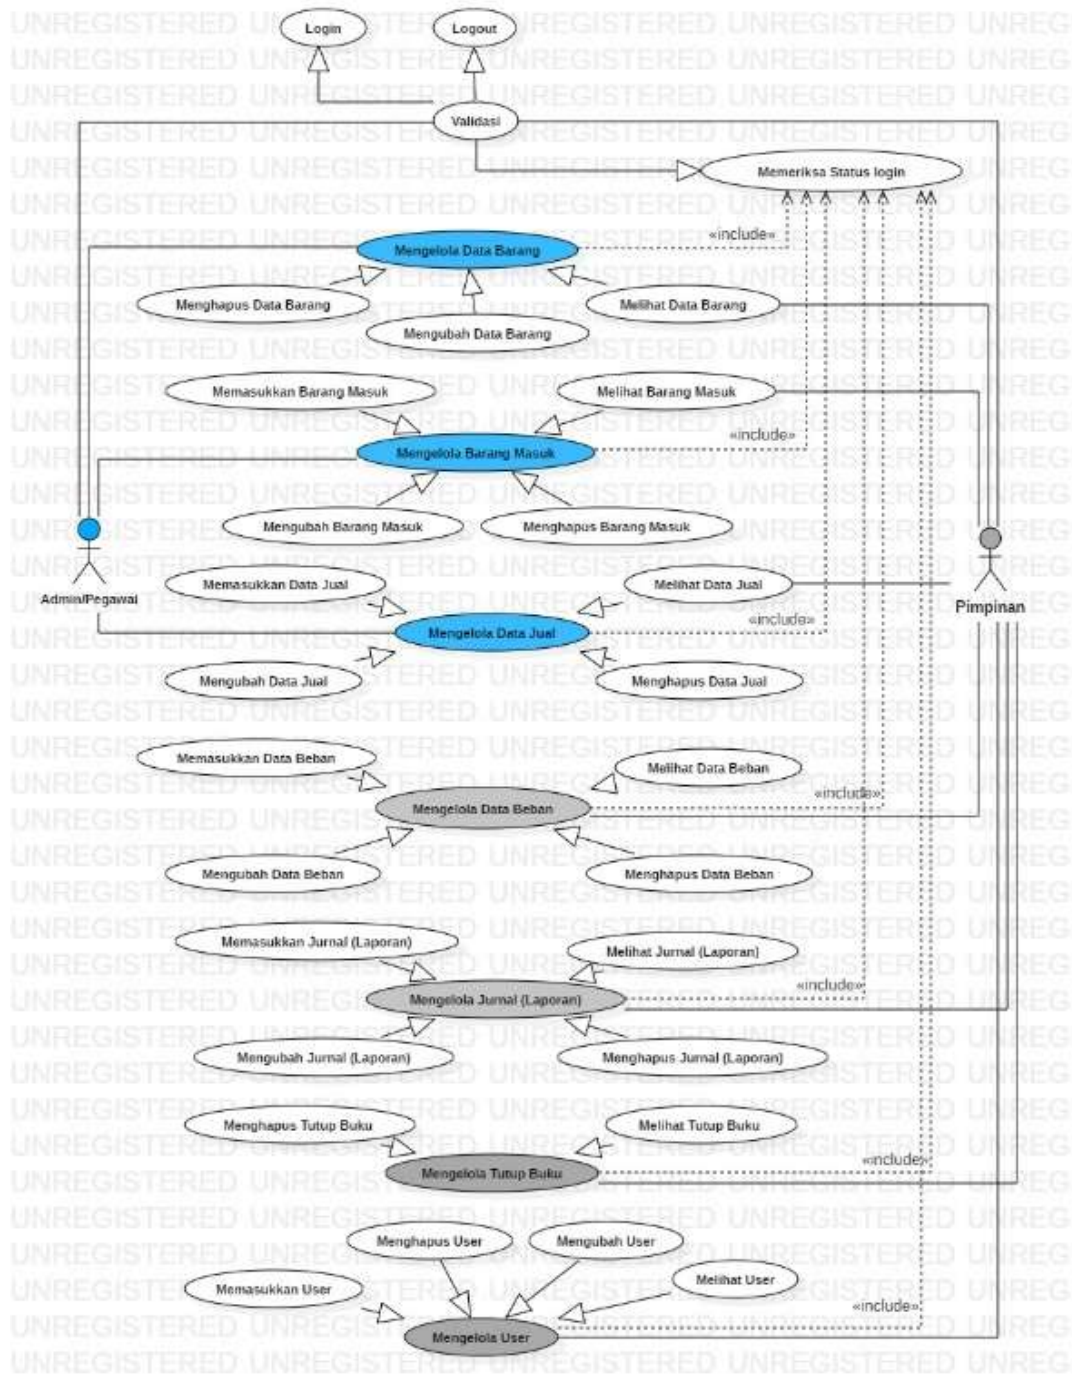 Login
Logout
Validasi
Memeriksa Status login
«include»
Mengelola Data Barang
Menghapus Data Barang
Melihat Data Barang
Mengubah Data Barang
Memasukkan Barang Masuk
Melihat Barang Masuk
«include»
Mengelola Barang Masuk
Mengubah Barang Masuk
Menghapus Barang Masuk
Admin/Pegawai
Pimpinan
Memasukkan Data Jual
Melihat Data Jual
«include»
Mengelola Data Jual
Mengubah Data Jual
Menghapus Data Jual
Memasukkan Data Beban
Melihat Data Beban
«include»
Mengelola Data Beban
Mengubah Data Beban
Menghapus Data Beban
Memasukkan Jurnal (Laporan)
Melihat Jurnal (Laporan)
«include»
Mengelola Jurnal (Laporan)
Mengubah Jurnal (Laporan)
Menghapus Jurnal (Laporan)
Menghapus Tutup Buku
Melihat Tutup Buku
«include»
Mengelola Tutup Buku
Menghapus User
Mengubah User
Memasukkan User
Melihat User
«include»
Mengelola User
UNREGISTERED